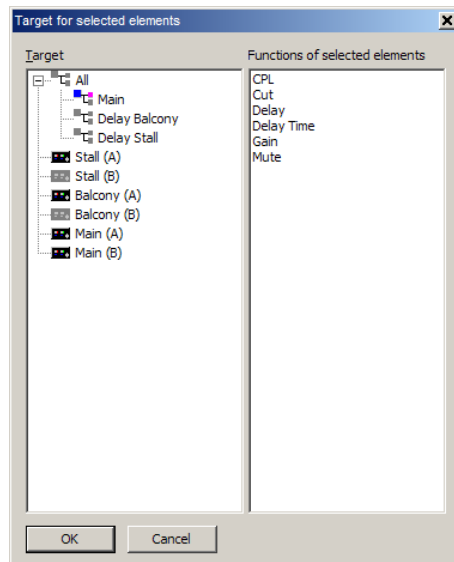 Target for selected elements
Target
Functions of selected elements
All
Main
Delay Balcony
Delay Stall
Stall (A)
Stall (B)
Balcony (A)
Balcony (B)
Main (A)
Main (B)
CPL
Cut
Delay
Delay Time
Gain
Mute
OK
Cancel